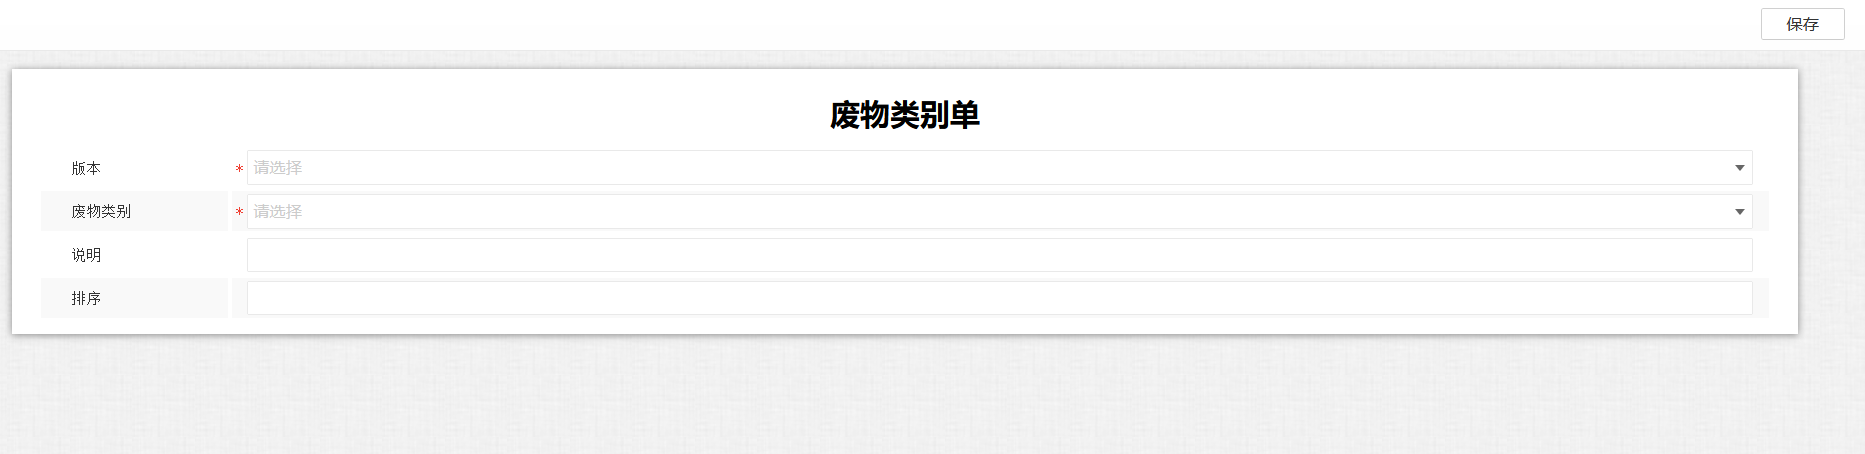 保存
废物类别单
版本 * 请选择
废物类别 * 请选择
说明
排序